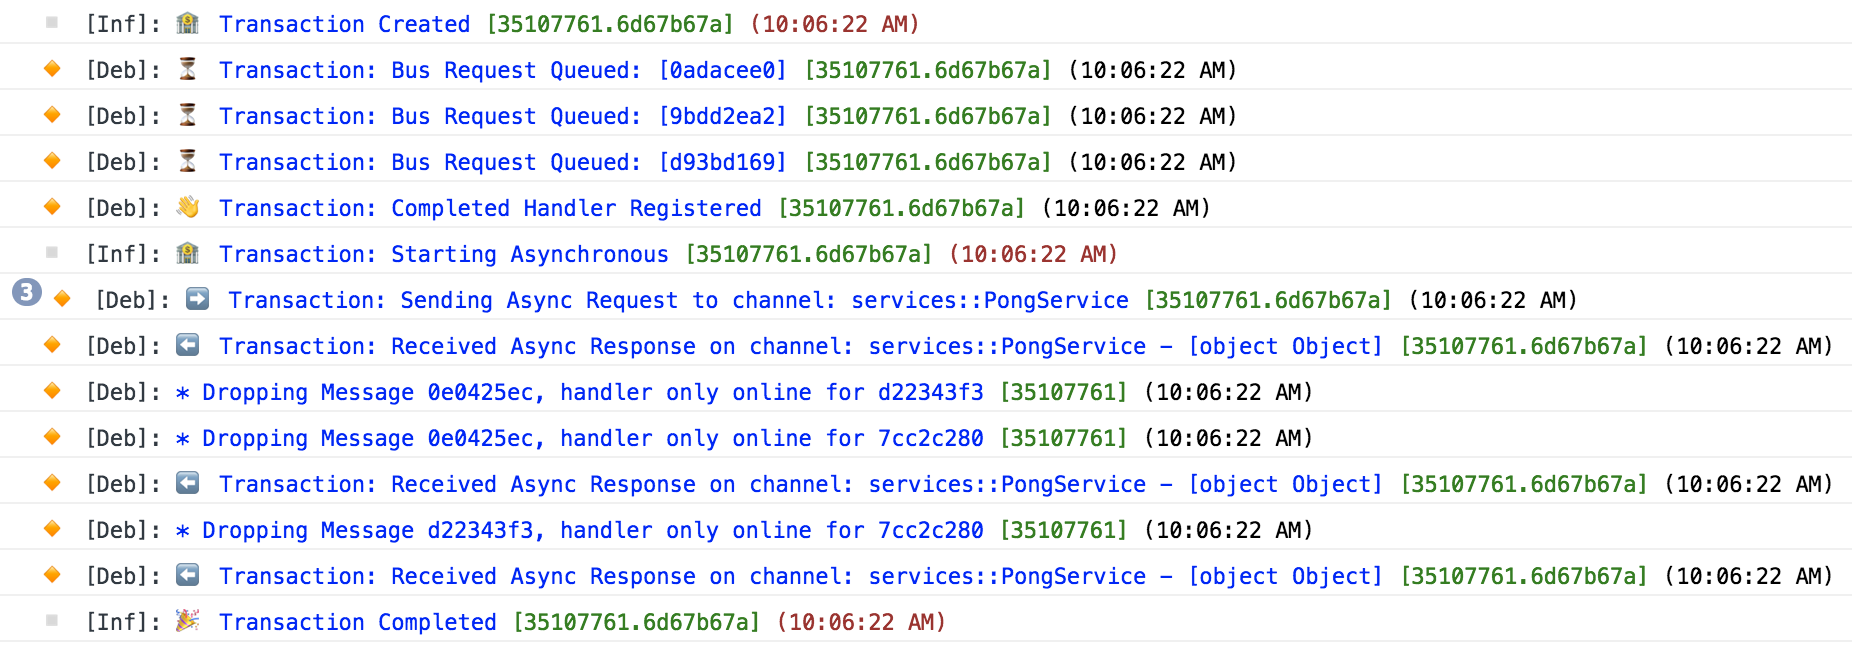 [Inf]: 🏦 Transaction Created [35107761.6d67b67a] (10:06:22 AM)
[Deb]: ⏳ Transaction: Bus Request Queued: [0adacee0] [35107761.6d67b67a] (10:06:22 AM)
[Deb]: ⏳ Transaction: Bus Request Queued: [9bdd2ea2] [35107761.6d67b67a] (10:06:22 AM)
[Deb]: ⏳ Transaction: Bus Request Queued: [d93bd169] [35107761.6d67b67a] (10:06:22 AM)
[Deb]: 👋 Transaction: Completed Handler Registered [35107761.6d67b67a] (10:06:22 AM)
[Inf]: 🏦 Transaction: Starting Asynchronous [35107761.6d67b67a] (10:06:22 AM)
3 [Deb]: ➡️ Transaction: Sending Async Request to channel: services::PongService [35107761.6d67b67a] (10:06:22 AM)
[Deb]: ⬅️ Transaction: Received Async Response on channel: services::PongService - [object Object] [35107761.6d67b67a] (10:06:22 AM)
[Deb]: * Dropping Message 0e0425ec, handler only online for d22343f3 [35107761] (10:06:22 AM)
[Deb]: * Dropping Message 0e0425ec, handler only online for 7cc2c280 [35107761] (10:06:22 AM)
[Deb]: ⬅️ Transaction: Received Async Response on channel: services::PongService - [object Object] [35107761.6d67b67a] (10:06:22 AM)
[Deb]: * Dropping Message d22343f3, handler only online for 7cc2c280 [35107761] (10:06:22 AM)
[Deb]: ⬅️ Transaction: Received Async Response on channel: services::PongService - [object Object] [35107761.6d67b67a] (10:06:22 AM)
[Inf]: 🎉 Transaction Completed [35107761.6d67b67a] (10:06:22 AM)